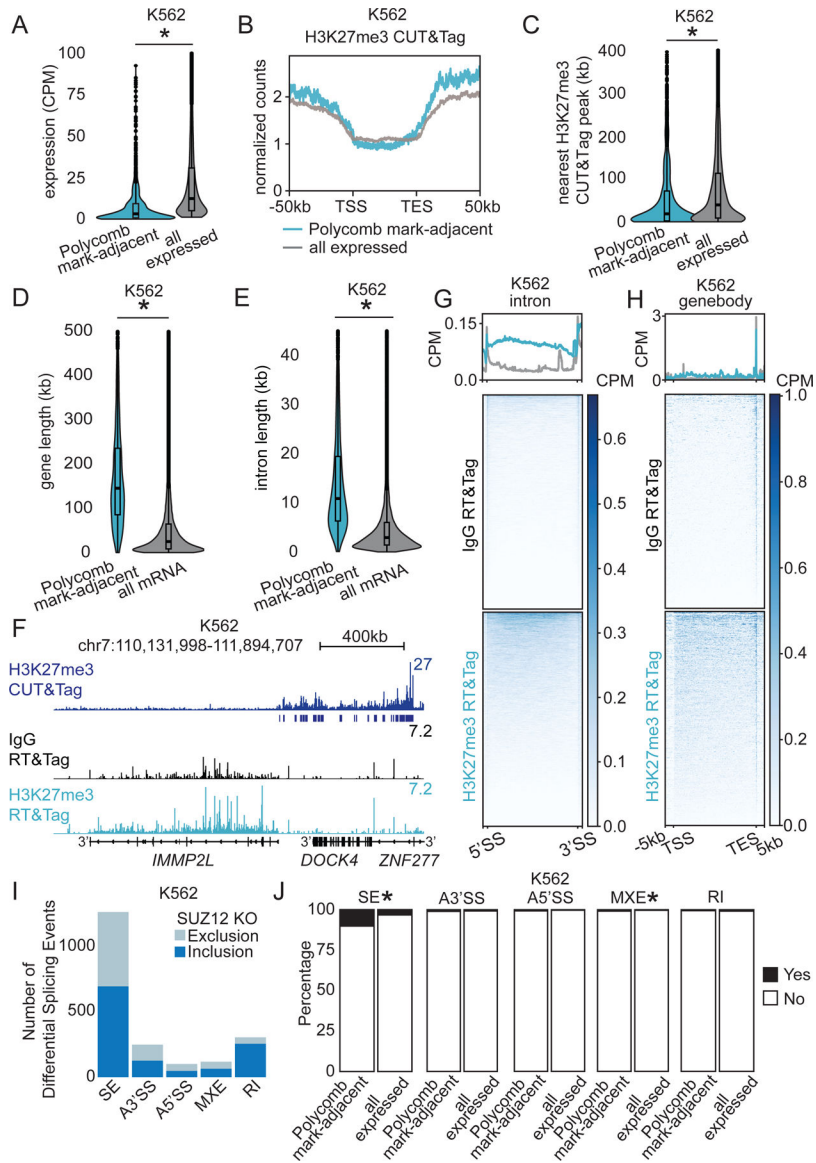 A
K562
*
expression (CPM)
100
75
50
25
0
Polycomb
mark-adjacent
all
expressed
B
K562
H3K27me3 CUT&Tag
normalized counts
2
1
0
-50kb
TSS
TES
50kb
Polycomb mark-adjacent
all expressed
C
K562
*
nearest H3K27me3
CUT&Tag peak (kb)
400
300
200
100
0
Polycomb
mark-adjacent
all
expressed
D
K562
*
gene length (kb)
500
400
300
200
100
0
Polycomb
mark-adjacent
all mRNA
E
K562
*
intron length (kb)
40
30
20
10
0
Polycomb
mark-adjacent
all mRNA
F
K562
chr7:110,131,998-111,894,707
400kb
H3K27me3
CUT&Tag
27
IgG
RT&Tag
7.2
H3K27me3
RT&Tag
7.2
3'
3'
IMMP2L
DOCK4
ZNF277
G
K562
intron
CPM
0.15
0.0
CPM
0.6
0.5
0.4
0.3
0.2
0.1
0.0
IgG RT&Tag
H3K27me3 RT&Tag
5'SS
3'SS
H
K562
genebody
CPM
3
0
CPM
1.0
0.8
0.6
0.4
0.2
0.0
IgG RT&Tag
H3K27me3 RT&Tag
-5kb
TSS
TES
5kb
I
K562
SUZ12 KO
Exclusion
Inclusion
Number of
Differential Splicing Events
1000
500
0
SE
A3'SS
A5'SS
MXE
RI
J
K562
SE*
A3'SS
A5'SS
MXE*
RI
Percentage
100
75
50
25
0
Yes
No
Polycomb
mark-adjacent
all
expressed
Polycomb
mark-adjacent
all
expressed
Polycomb
mark-adjacent
all
expressed
Polycomb
mark-adjacent
all
expressed
Polycomb
mark-adjacent
all
expressed